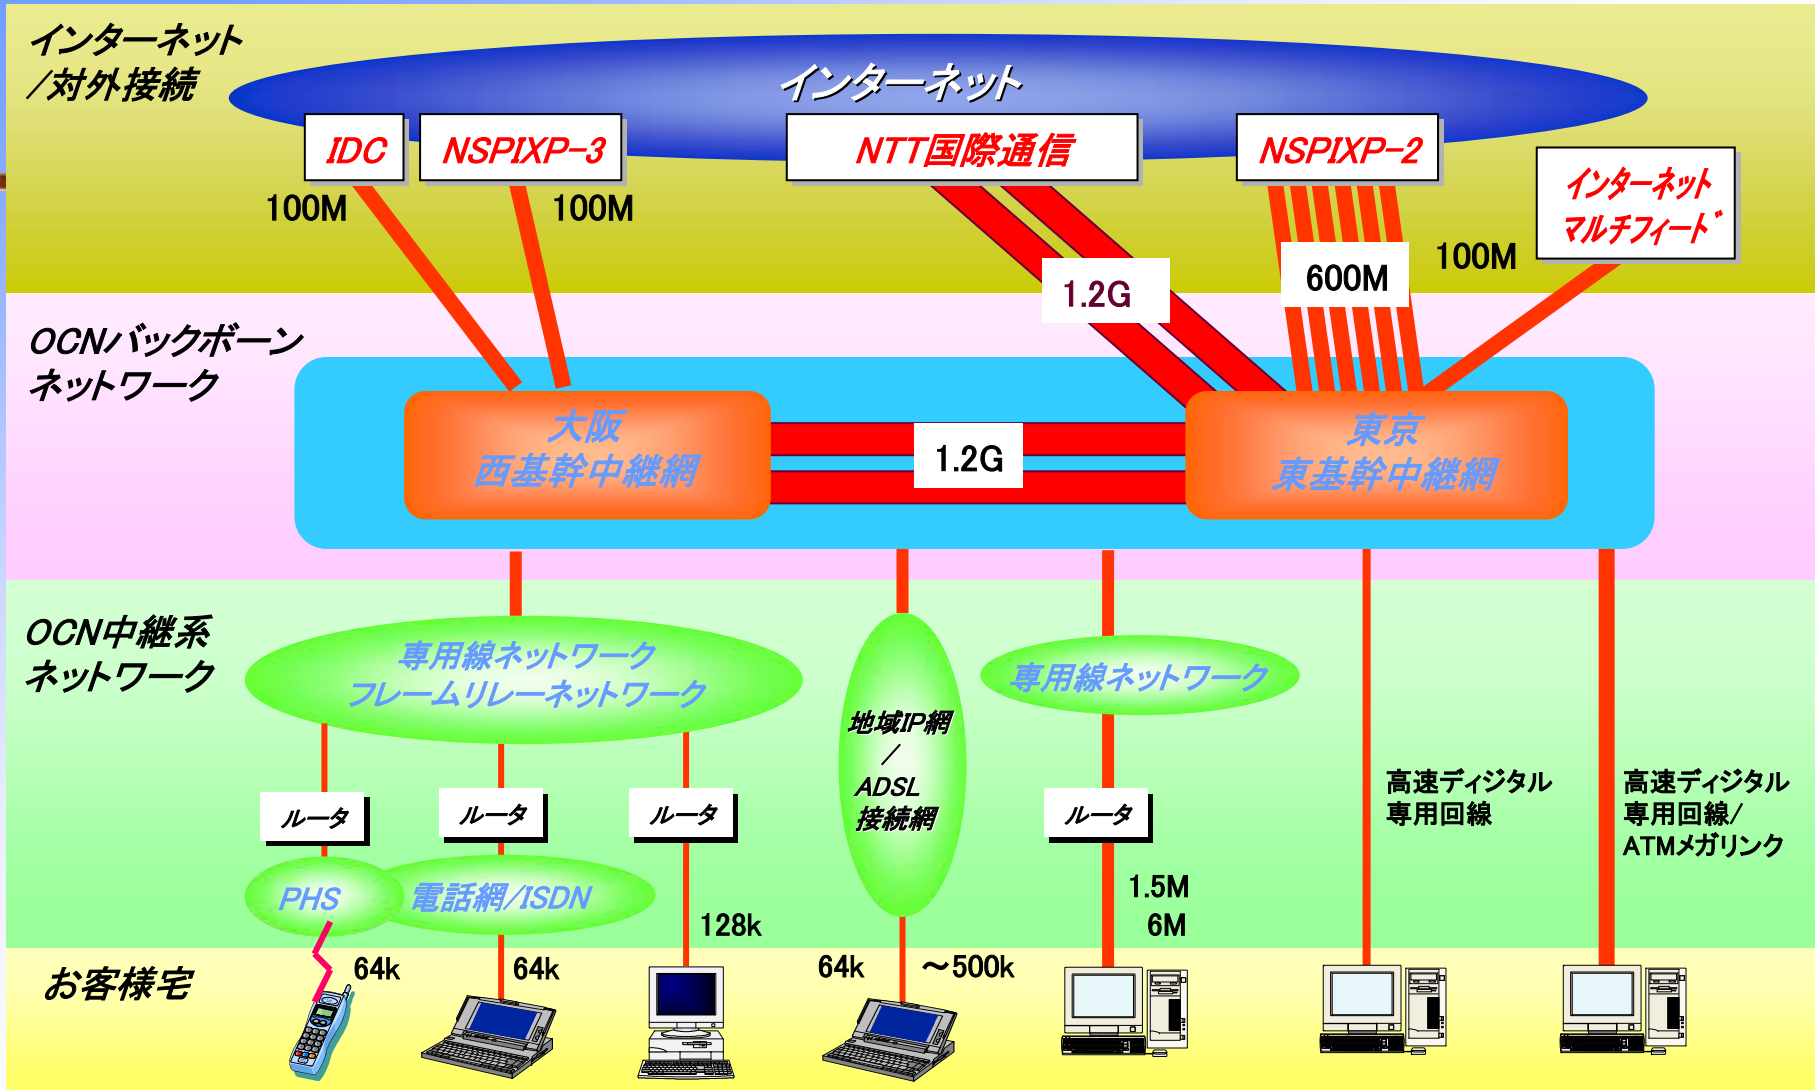 インターネット
/対外接続
インターネット
IDC
NSPIXP-3
NTT国際通信
NSPIXP-2
インターネット
マルチフィード
100M
100M
1.2G
600M
100M
OCNバックボーン
ネットワーク
大阪
西基幹中継網
1.2G
東京
東基幹中継網
OCN中継系
ネットワーク
専用線ネットワーク
フレームリレーネットワーク
専用線ネットワーク
地域IP網
/
ADSL
接続網
ルータ
ルータ
ルータ
ルータ
高速ディジタル
専用回線
高速ディジタル
専用回線/
ATMメガリンク
PHS
電話網/ISDN
128k
1.5M
6M
お客様宅
64k
64k
64k
～500k